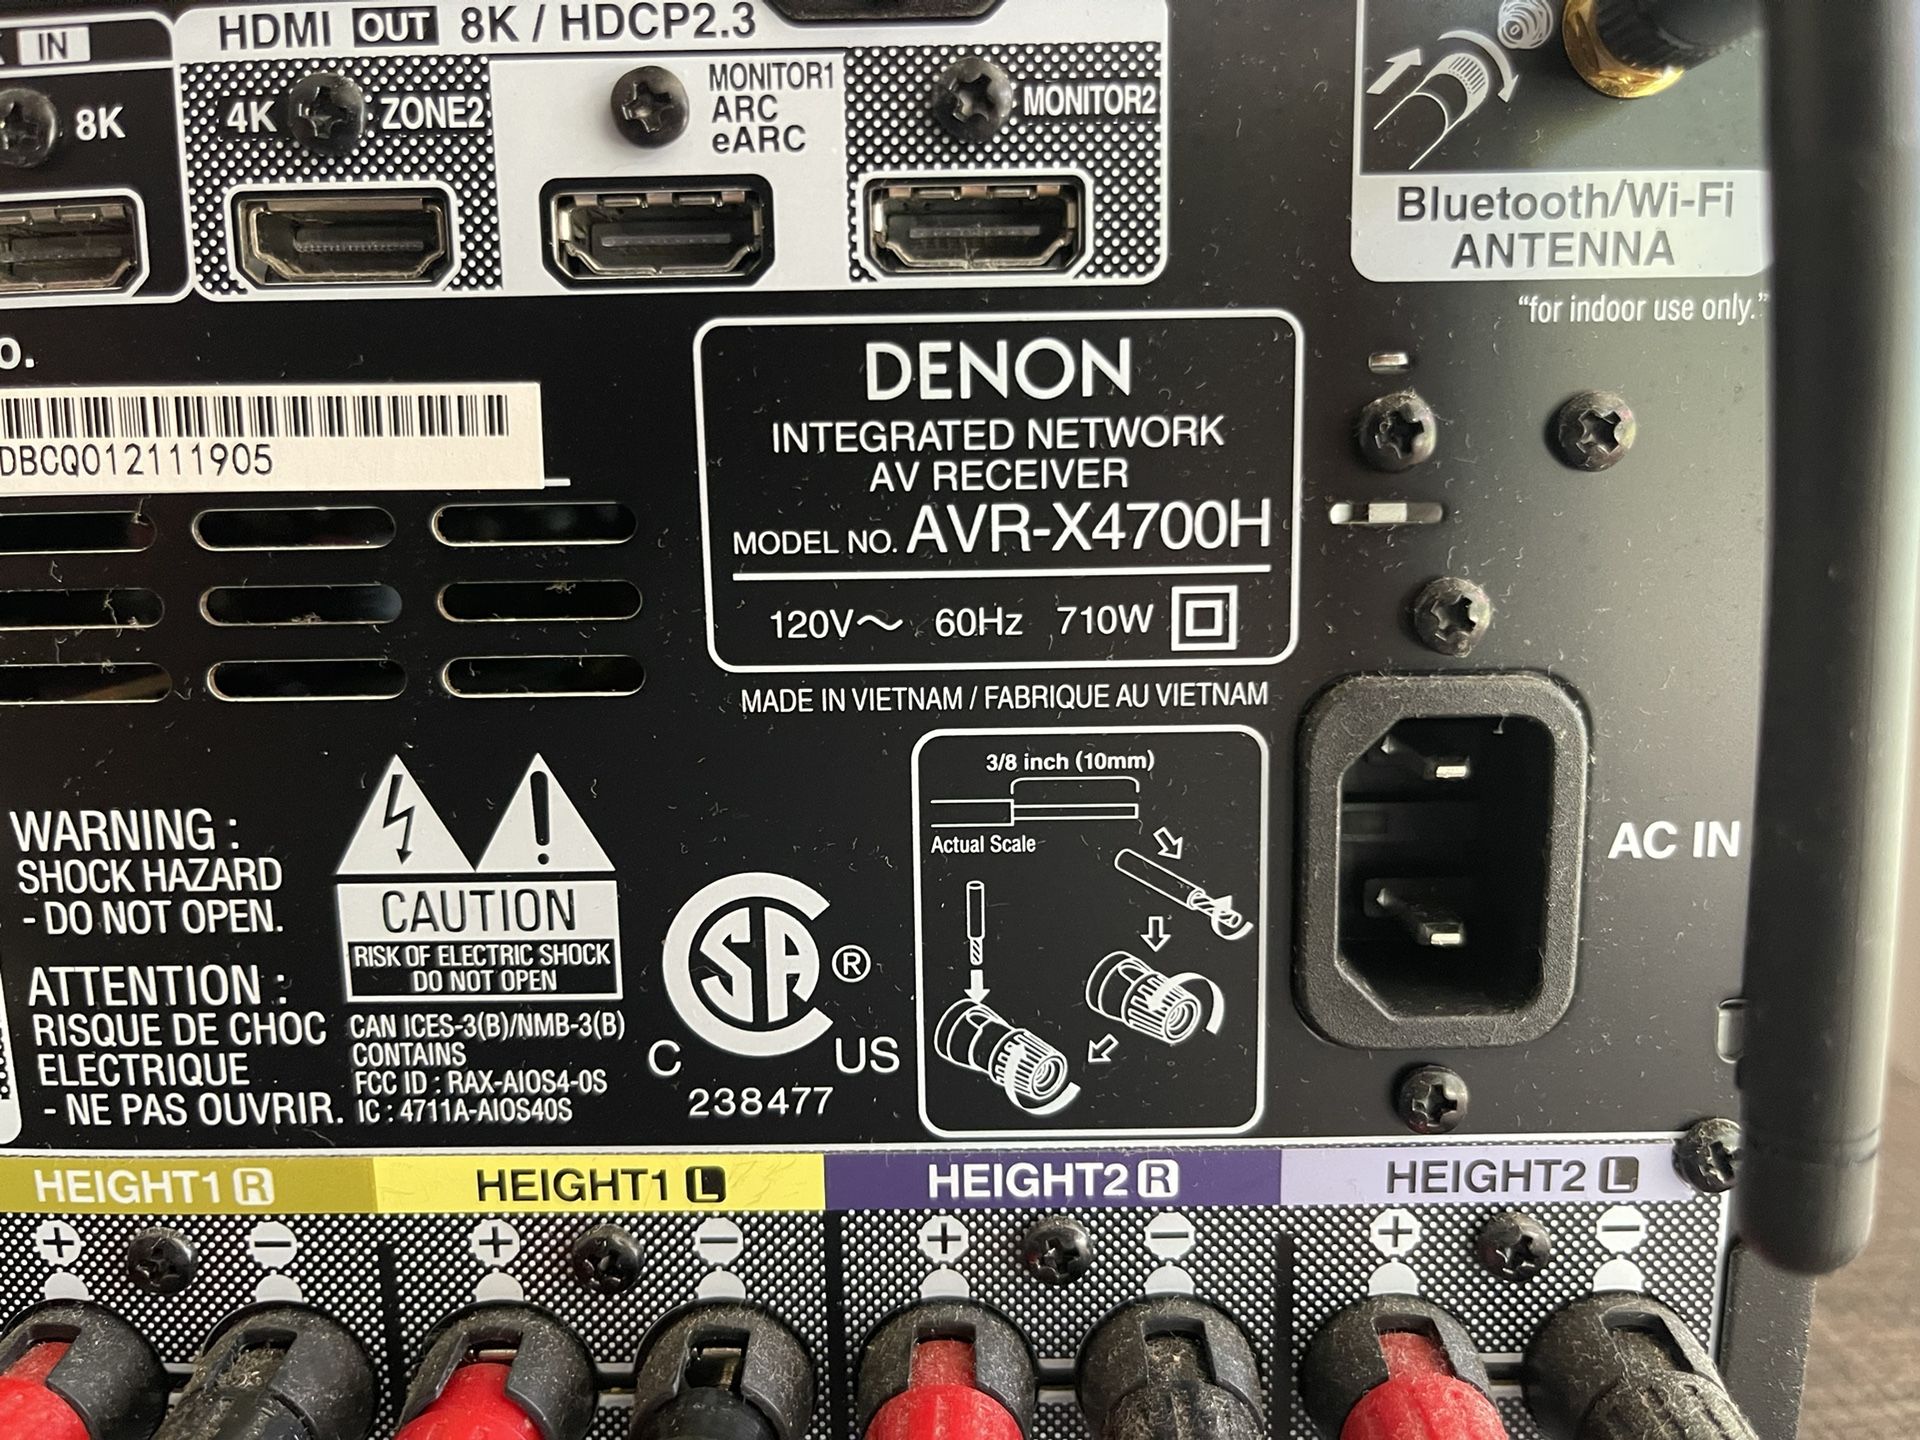 IN
HDMI OUT 8K / HDCP2.3
8K
4K
ZONE2
MONITOR1
ARC
eARC
MONITOR2
Bluetooth/Wi-Fi
ANTENNA
"for indoor use only."
o.
DBCQ012111905
DENON
INTEGRATED NETWORK
AV RECEIVER
MODEL NO. AVR-X4700H
120V～ 60Hz 710W
MADE IN VIETNAM / FABRIQUE AU VIETNAM
3/8 inch (10mm)
Actual Scale
AC IN
WARNING :
SHOCK HAZARD
- DO NOT OPEN.
ATTENTION :
RISQUE DE CHOC
ELECTRIQUE
- NE PAS OUVRIR.
CAUTION
RISK OF ELECTRIC SHOCK
DO NOT OPEN
CAN ICES-3(B)/NMB-3(B)
CONTAINS
FCC ID : RAX-AIOS4-0S
IC : 4711A-AIOS40S
SA ®
C US
238477
HEIGHT1 R
HEIGHT1 L
HEIGHT2 R
HEIGHT2 L
+ − + − + − + −